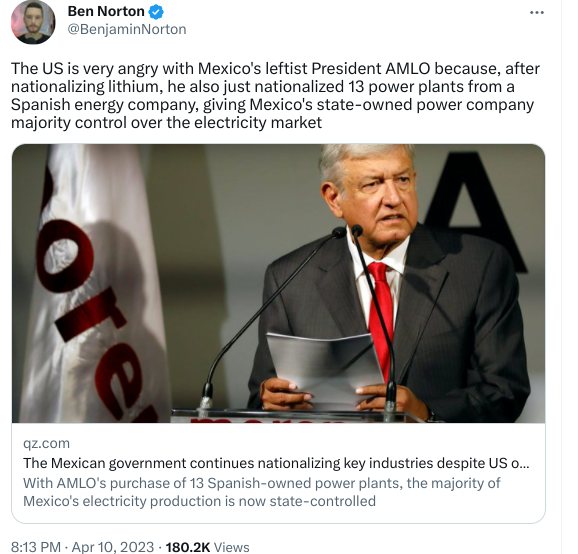 Ben Norton
@BenjaminNorton
The US is very angry with Mexico's leftist President AMLO because, after
nationalizing lithium, he also just nationalized 13 power plants from a
Spanish energy company, giving Mexico's state-owned power company
majority control over the electricity market
ore
A
qz.com
The Mexican government continues nationalizing key industries despite US o...
With AMLO's purchase of 13 Spanish-owned power plants, the majority of
Mexico's electricity production is now state-controlled
8:13 PM · Apr 10, 2023 · 180.2K Views